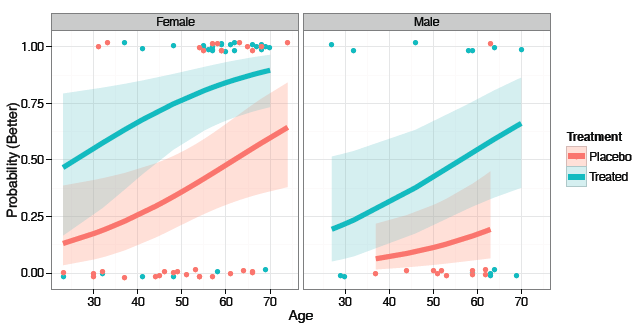 Female Male
1.00
0.75
0.50
0.25
0.00
Probability (Better)
30 40 50 60 70 30 40 50 60 70
Age
Treatment
Placebo
Treated